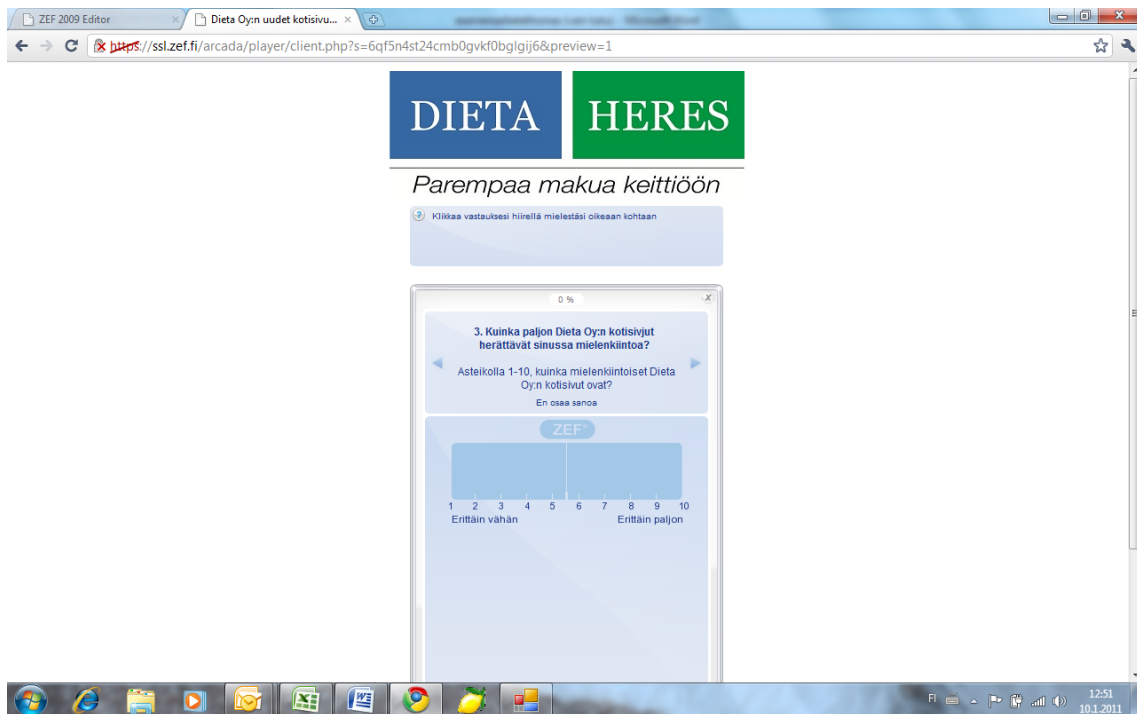 ZEF 2009 Editor
Dieta Oy:n uudet kotisivu...
https://ssl.zef.fi/arcada/player/client.php?s=6qf5n4st24cmb0gvkf0bglgij6&preview=1
DIETA
HERES
Parempaa makua keittiöön
Klikkaa vastauksesi hiirellä mielestäsi oikeaan kohtaan
0 %
3. Kuinka paljon Dieta Oy:n kotisivjut
herättävät sinussa mielenkiintoa?
Asteikolla 1-10, kuinka mielenkiintoiset Dieta
Oy:n kotisivut ovat?
En osaa sanoa
ZEF
1 2 3 4 5 6 7 8 9 10
Erittäin vähän Erittäin paljon
FI
12:51
10.1.2011